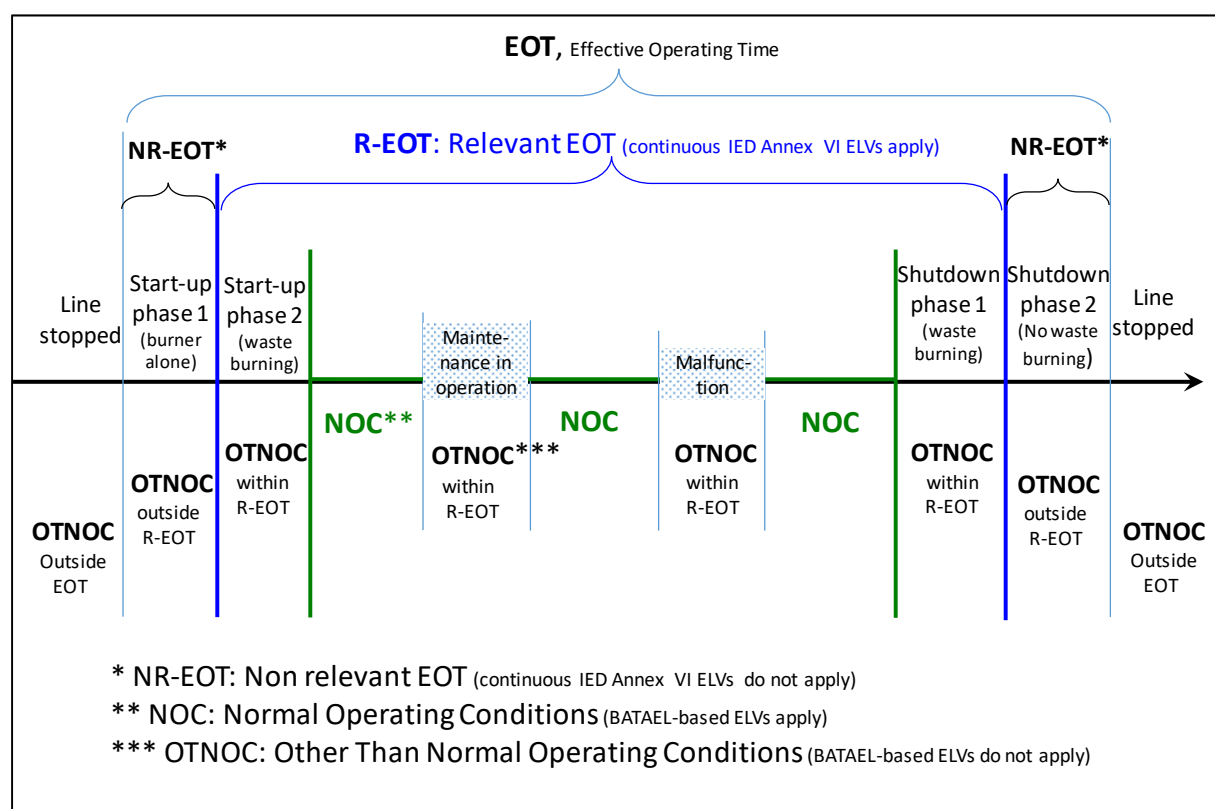 EOT, Effective Operating Time
NR-EOT*
R-EOT: Relevant EOT (continuous IED Annex VI ELVs apply)
NR-EOT*
Line
stopped
Start-up
phase 1
(burner
alone)
Start-up
phase 2
(waste
burning)
Mainte-
nance in
operation
Malfunc-
tion
Shutdown
phase 1
(waste
burning)
Shutdown
phase 2
(No waste
burning)
Line
stopped
NOC**
NOC
NOC
OTNOC
Outside
EOT
OTNOC
outside
R-EOT
OTNOC
within
R-EOT
OTNOC***
within
R-EOT
OTNOC
within
R-EOT
OTNOC
within
R-EOT
OTNOC
outside
R-EOT
OTNOC
Outside
EOT
* NR-EOT: Non relevant EOT (continuous IED Annex VI ELVs do not apply)
** NOC: Normal Operating Conditions (BATAEL-based ELVs apply)
*** OTNOC: Other Than Normal Operating Conditions (BATAEL-based ELVs do not apply)